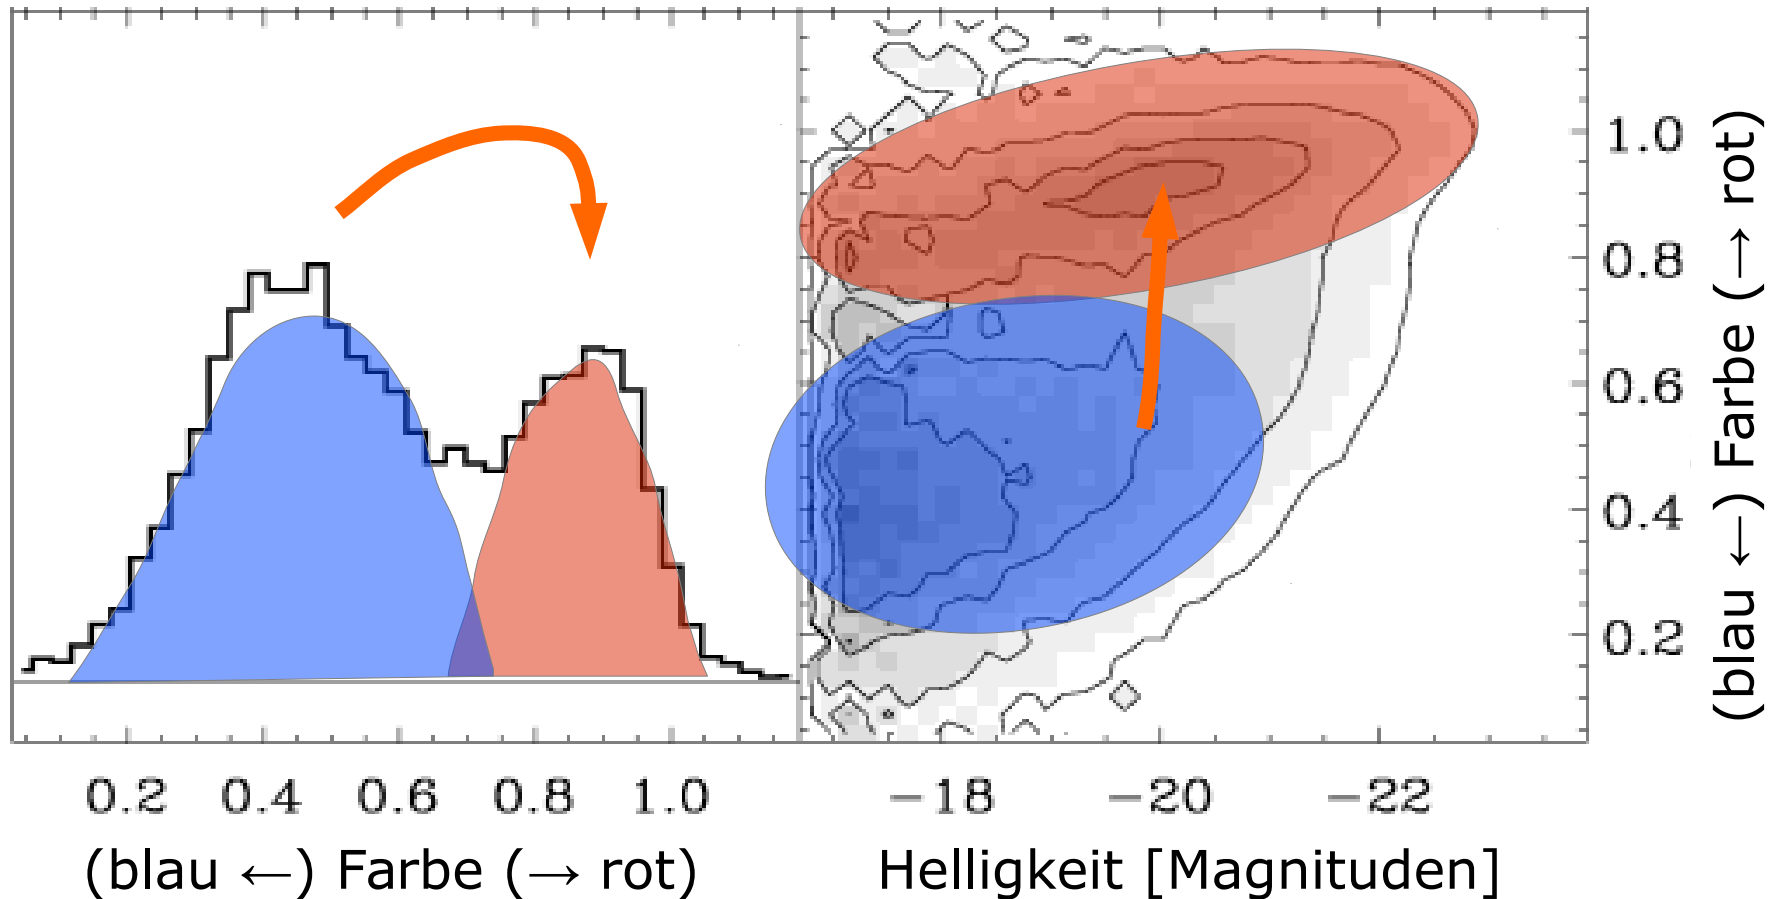 0.2 0.4 0.6 0.8 1.0
(blau ←) Farbe (→ rot)
−18 −20 −22
Helligkeit [Magnituden]
1.0
0.8
0.6
0.4
0.2
(blau ←) Farbe (→ rot)